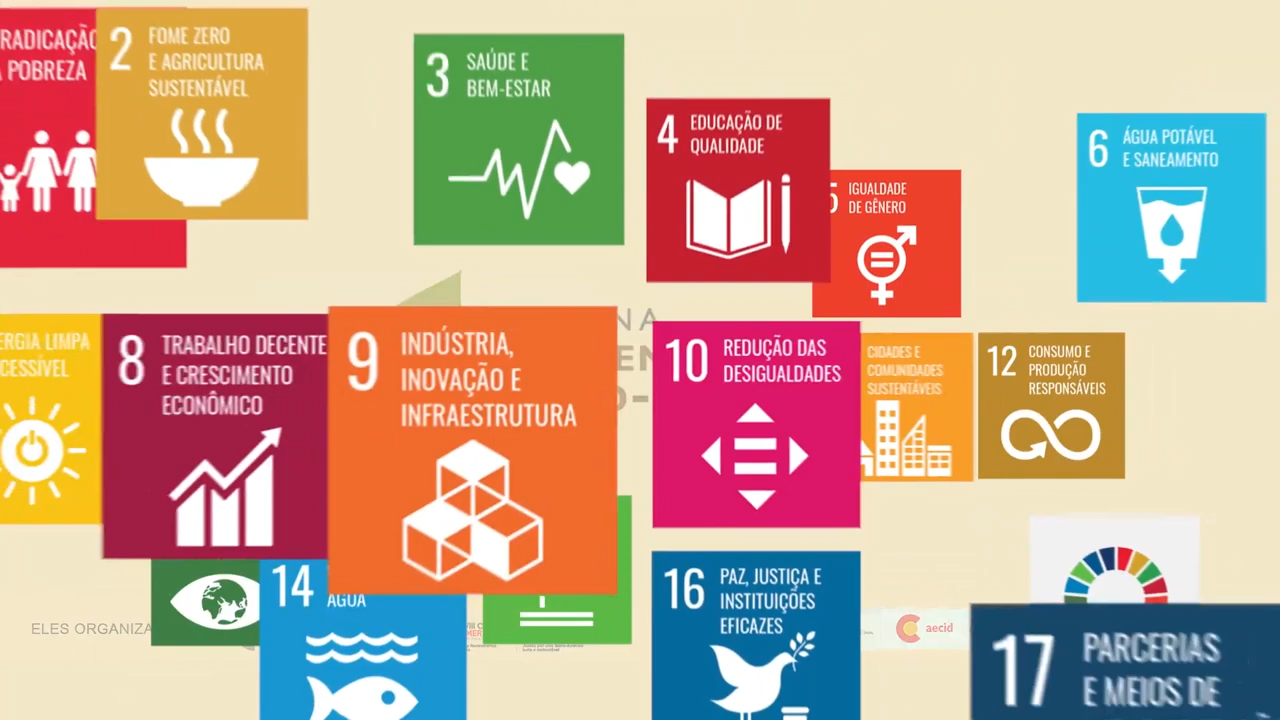 RADICAÇÃ
A POBREZA
2
FOME ZERO
E AGRICULTURA
SUSTENTÁVEL
3
SAÚDE E
BEM-ESTAR
4
EDUCAÇÃO DE
QUALIDADE
5
IGUALDADE
DE GÊNERO
6
ÁGUA POTÁVEL
E SANEAMENTO
ERGIA LIMPA
CESSÍVEL
8
TRABALHO DECENTE
E CRESCIMENTO
ECONÔMICO
9
INDÚSTRIA,
INOVAÇÃO E
INFRAESTRUTURA
NA
10
REDUÇÃO DAS
DESIGUALDADES
CIDADES E
COMUNIDADES
SUSTENTÁVEIS
12
CONSUMO E
PRODUÇÃO
RESPONSÁVEIS
14
ÁGUA
16
PAZ, JUSTIÇA E
INSTITUIÇÕES
EFICAZES
17
PARCERIAS
E MEIOS DE
ELES ORGANIZA
aecid